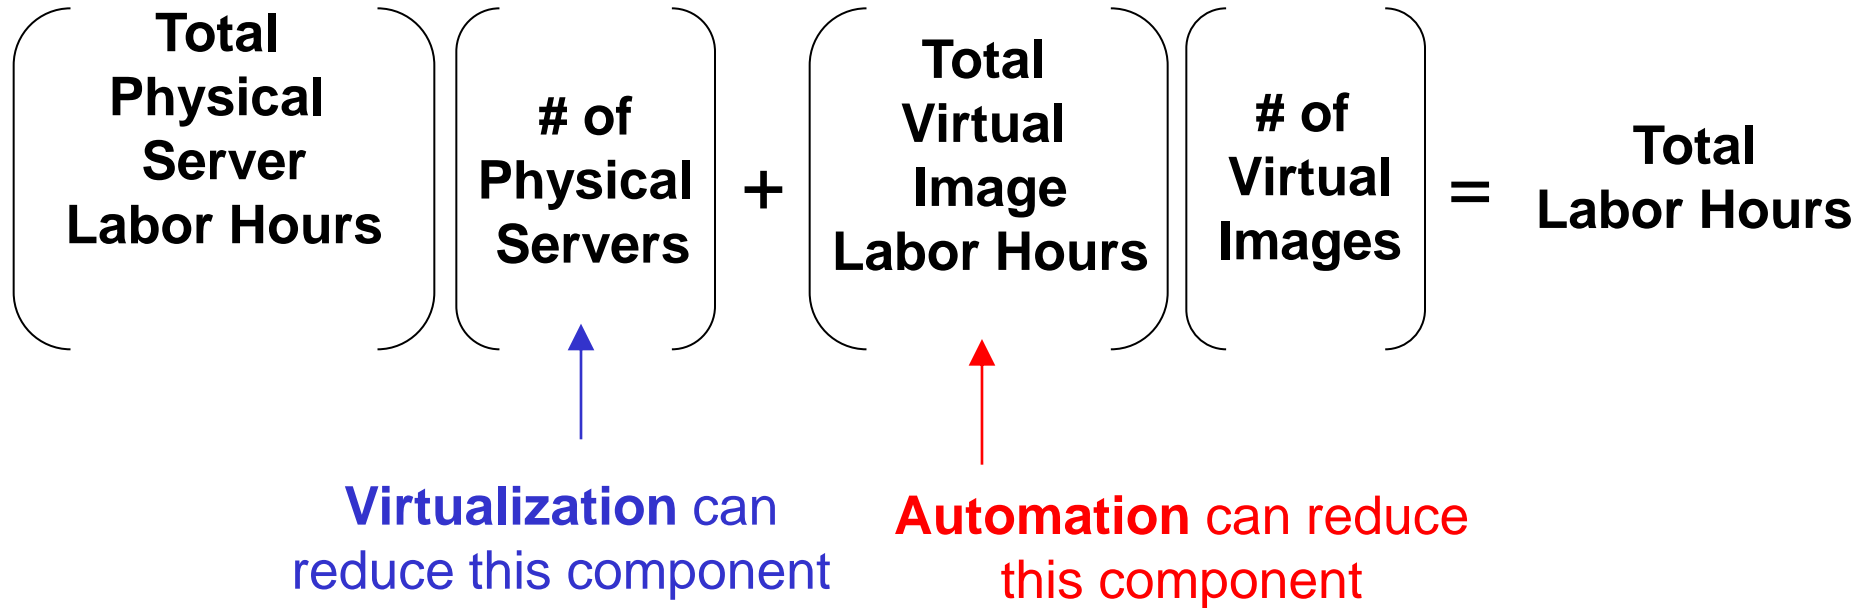 Total
Physical
Server
Labor Hours
# of
Physical
Servers
+
Total
Virtual
Image
Labor Hours
# of
Virtual
Images
=
Total
Labor Hours
Virtualization can
reduce this component
Automation can reduce
this component